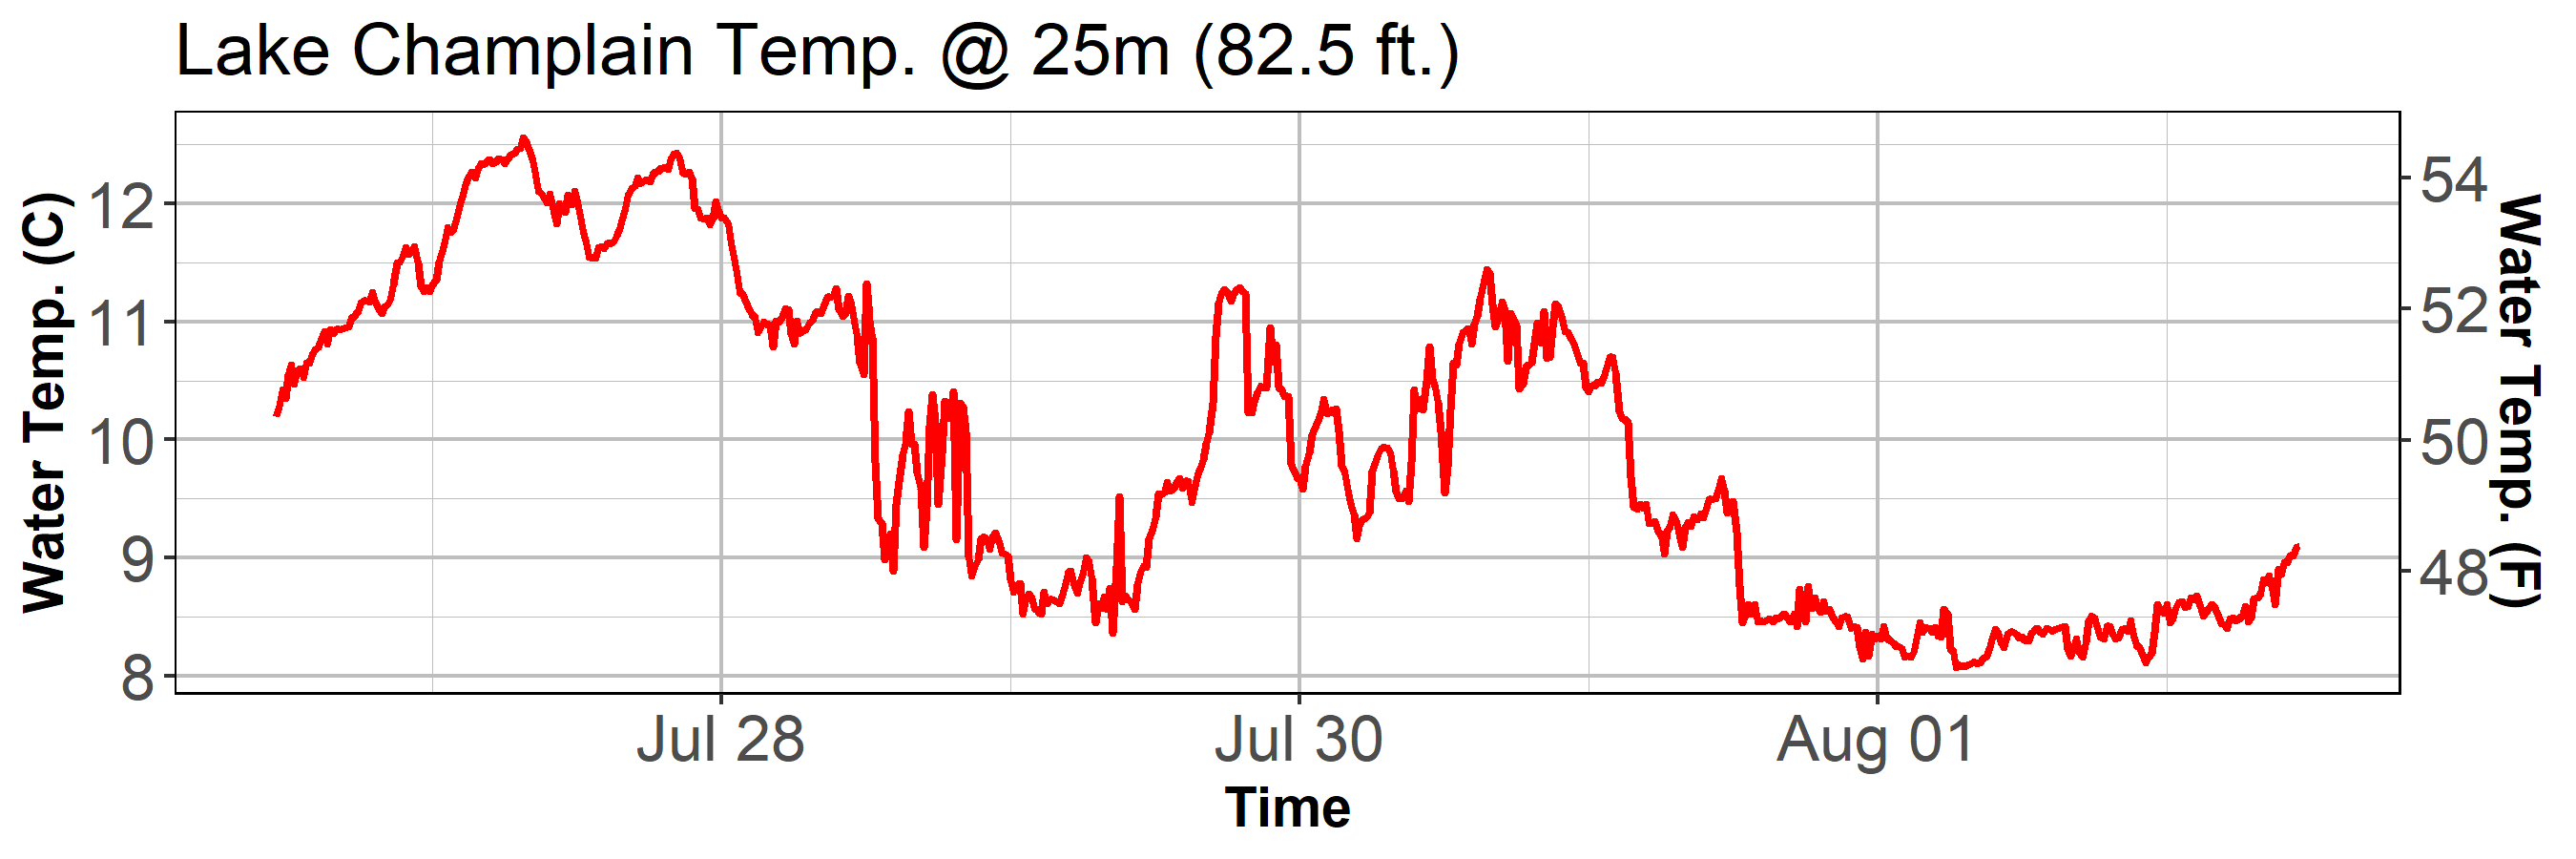 Lake Champlain Temp. @ 25m (82.5 ft.)
Water Temp. (C)
12
11
10
9
8
54
52
50
48
Water Temp. (F)
Jul 28
Jul 30
Aug 01
Time